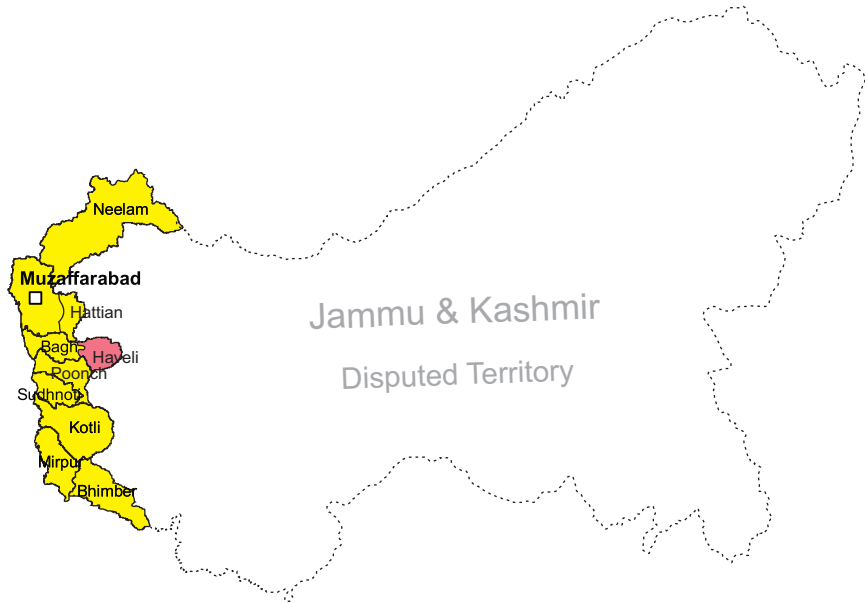 Neelam
Muzaffarabad
Hattian
Jammu & Kashmir
Bagh
Haveli
Poonch
Disputed Territory
Sudhnoti
Kotli
Mirpur
Bhimber